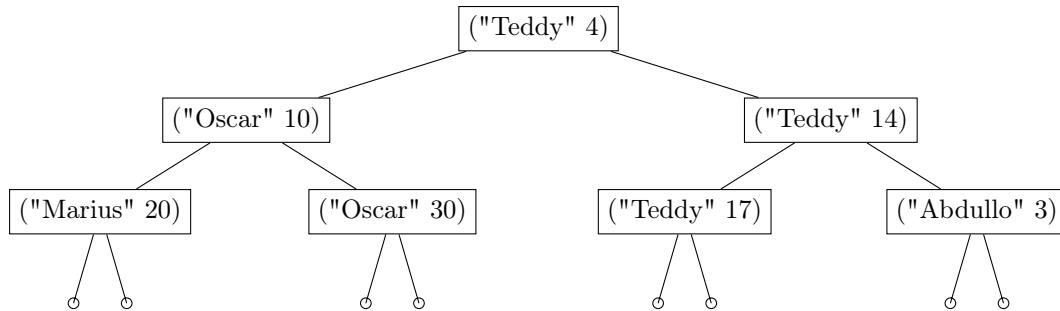 ("Teddy" 4)
("Oscar" 10)
("Teddy" 14)
("Marius" 20)
("Oscar" 30)
("Teddy" 17)
("Abdullo" 3)